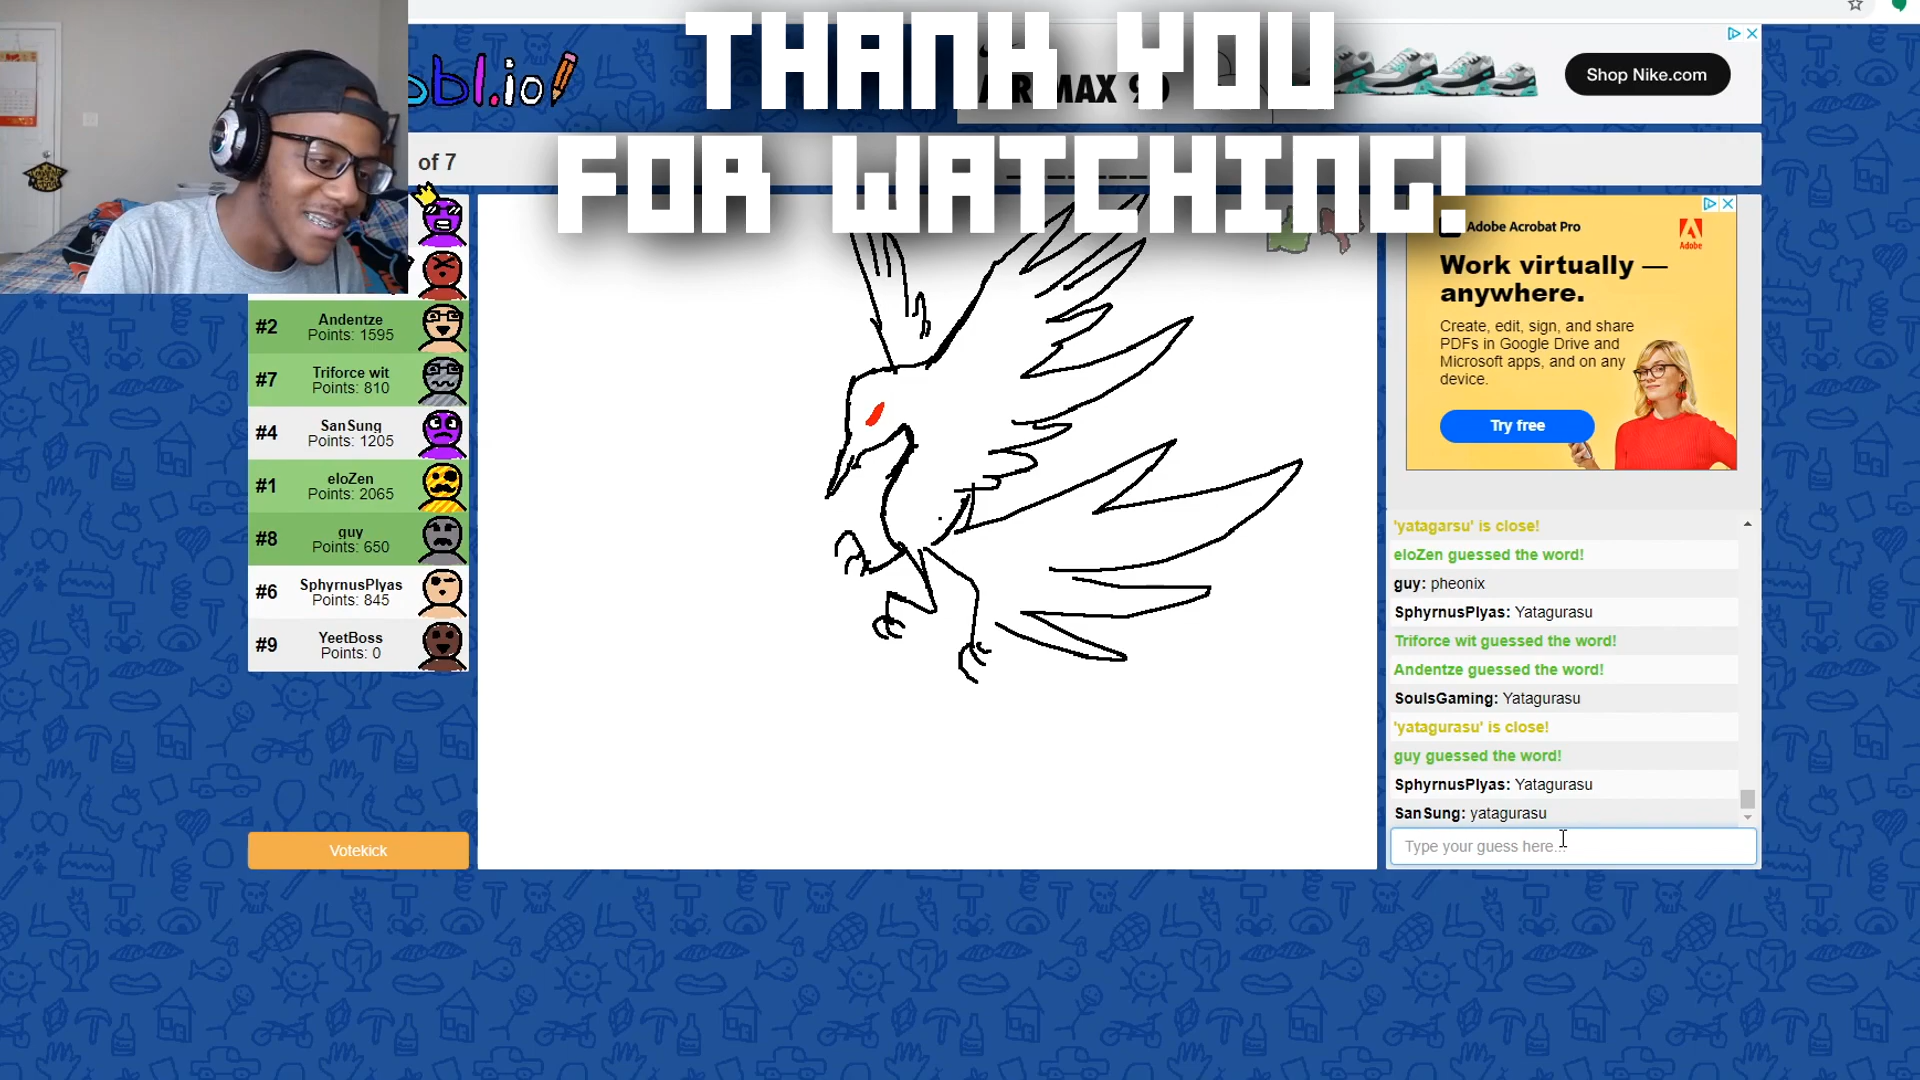 THANK YOU
FOR WATCHING!
bbl.io
AIR MAX 90
Shop Nike.com
of 7
#2
Andentze
Points: 1595
#7
Triforce wit
Points: 810
#4
SanSung
Points: 1205
#1
eloZen
Points: 2065
#8
guy
Points: 650
#6
SphyrnusPlyas
Points: 845
#9
YeetBoss
Points: 0
Votekick
Adobe Acrobat Pro
Adobe
Work virtually —
anywhere.
Create, edit, sign, and share
PDFs in Google Drive and
Microsoft apps, and on any
device.
Try free
'yatagarsu' is close!
eloZen guessed the word!
guy: pheonix
SphyrnusPlyas: Yatagurasu
Triforce wit guessed the word!
Andentze guessed the word!
SoulsGaming: Yatagurasu
'yatagurasu' is close!
guy guessed the word!
SphyrnusPlyas: Yatagurasu
SanSung: yatagurasu
Type your guess here...